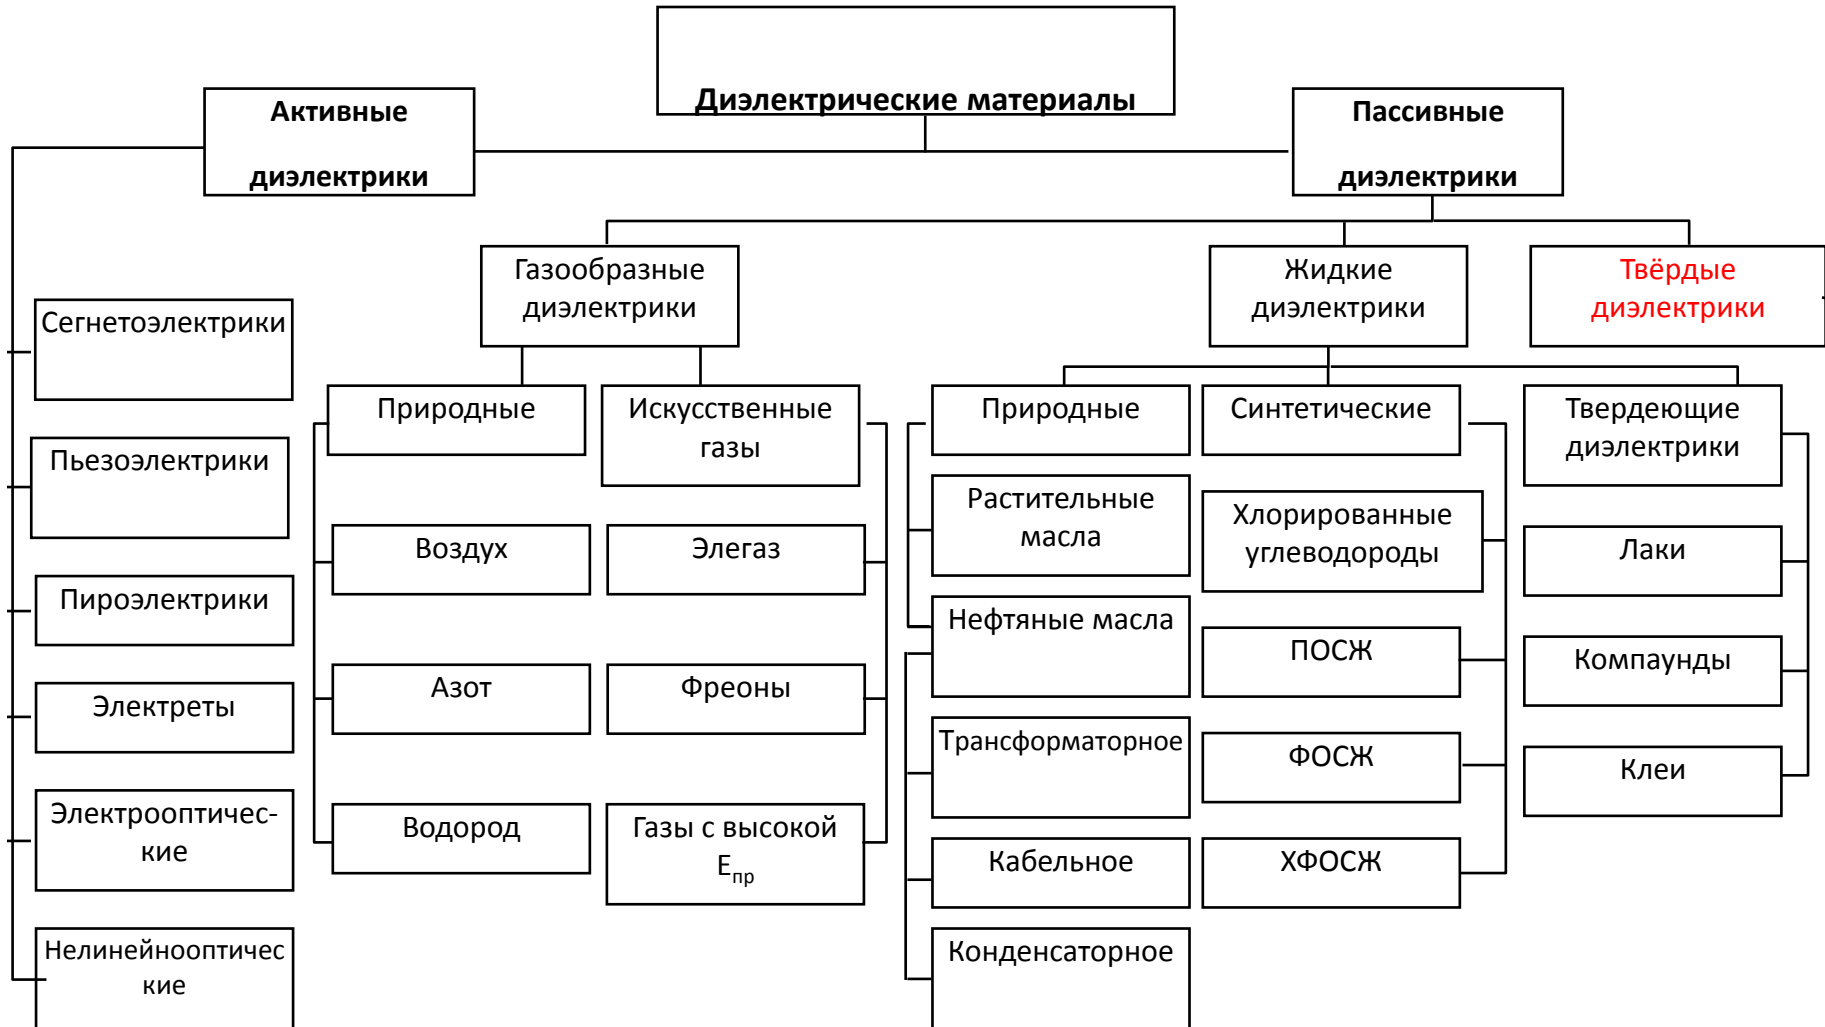 Диэлектрические материалы
Активные
диэлектрики
Пассивные
диэлектрики
Газообразные
диэлектрики
Жидкие
диэлектрики
Твёрдые
диэлектрики
Сегнетоэлектрики
Пьезоэлектрики
Пироэлектрики
Электреты
Электрооптичес-
кие
Нелинейнооптичес
кие
Природные
Воздух
Азот
Водород
Искусственные
газы
Элегаз
Фреоны
Газы с высокой
Eпр
Природные
Растительные
масла
Нефтяные масла
Трансформаторное
Кабельное
Конденсаторное
Синтетические
Хлорированные
углеводороды
ПОСЖ
ФОСЖ
ХФОСЖ
Твердеющие
диэлектрики
Лаки
Компаунды
Клеи